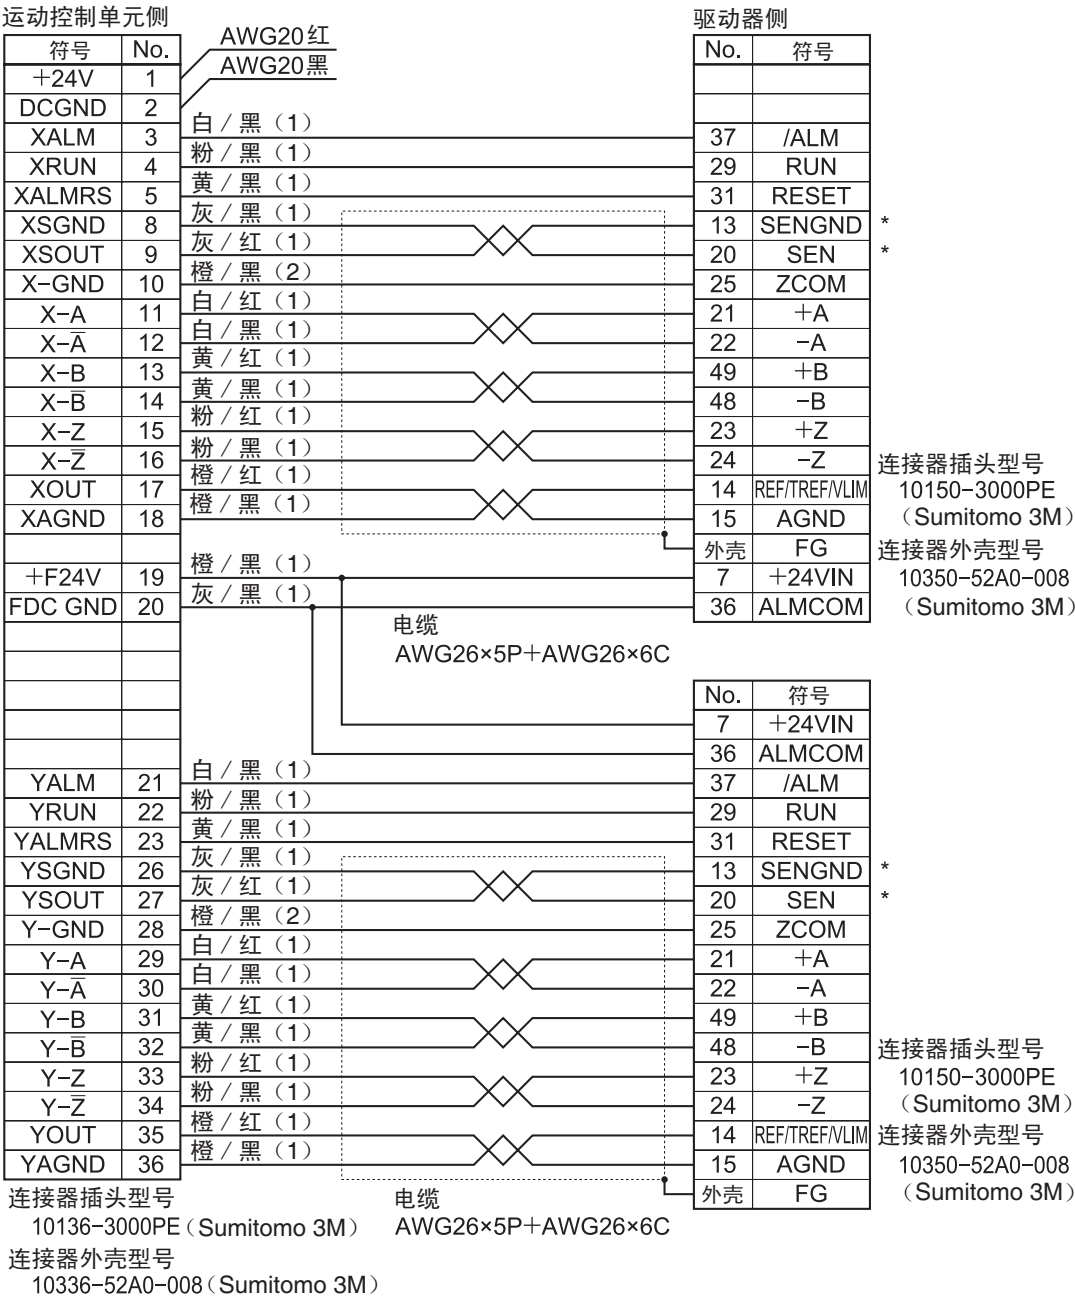 运动控制单元侧
符号 No.
+24V 1 AWG20红
DCGND 2 AWG20黑
XALM 3 白/黑（1）
XRUN 4 粉/黑（1）
XALMRS 5 黄/黑（1）
XSGND 8 灰/黑（1）
XSOUT 9 灰/红（1）
X-GND 10 橙/黑（2）
X-A 11 白/红（1）
X-A̅ 12 白/黑（1）
X-B 13 黄/红（1）
X-B̅ 14 黄/黑（1）
X-Z 15 粉/红（1）
X-Z̅ 16 粉/黑（1）
XOUT 17 橙/红（1）
XAGND 18 橙/黑（1）
+F24V 19 橙/黑（1）
FDC GND 20 灰/黑（1）
YALM 21 白/黑（1）
YRUN 22 粉/黑（1）
YALMRS 23 黄/黑（1）
YSGND 26 灰/黑（1）
YSOUT 27 灰/红（1）
Y-GND 28 橙/黑（2）
Y-A 29 白/红（1）
Y-A̅ 30 白/黑（1）
Y-B 31 黄/红（1）
Y-B̅ 32 黄/黑（1）
Y-Z 33 粉/红（1）
Y-Z̅ 34 粉/黑（1）
YOUT 35 橙/红（1）
YAGND 36 橙/黑（1）
连接器插头型号
10136-3000PE（Sumitomo 3M）
连接器外壳型号
10336-52A0-008（Sumitomo 3M）
驱动器侧
No. 符号
37 /ALM
29 RUN
31 RESET
13 SENGND *
20 SEN *
25 ZCOM
21 +A
22 -A
49 +B
48 -B
23 +Z
24 -Z
14 REF/TREF/VLIM
15 AGND
外壳 FG
7 +24VIN
36 ALMCOM
连接器插头型号
10150-3000PE
（Sumitomo 3M）
连接器外壳型号
10350-52A0-008
（Sumitomo 3M）
电缆
AWG26×5P+AWG26×6C
No. 符号
7 +24VIN
36 ALMCOM
37 /ALM
29 RUN
31 RESET
13 SENGND *
20 SEN *
25 ZCOM
21 +A
22 -A
49 +B
48 -B
23 +Z
24 -Z
14 REF/TREF/VLIM
15 AGND
外壳 FG
连接器插头型号
10150-3000PE
（Sumitomo 3M）
连接器外壳型号
10350-52A0-008
（Sumitomo 3M）
电缆
AWG26×5P+AWG26×6C